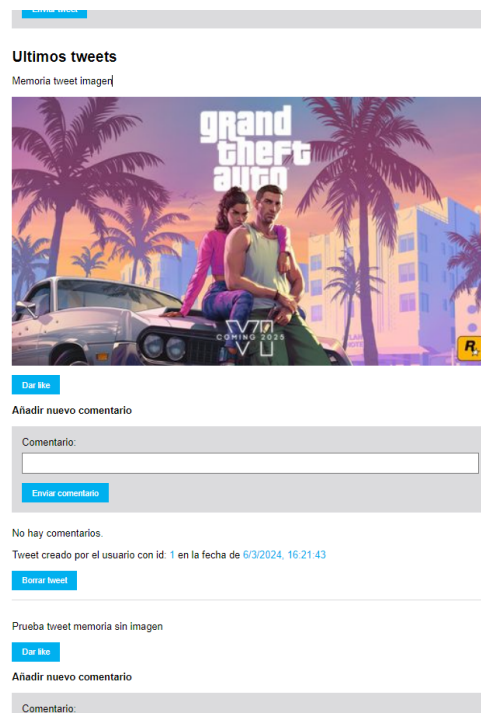 Enviar tweet
Ultimos tweets
Memoria tweet imagen
grand
theft
auto
VI
COMING 2025
R
Dar like
Añadir nuevo comentario
Comentario:
Enviar comentario
No hay comentarios.
Tweet creado por el usuario con id: 1 en la fecha de 6/3/2024, 16:21:43
Borrar tweet
Prueba tweet memoria sin imagen
Dar like
Añadir nuevo comentario
Comentario: